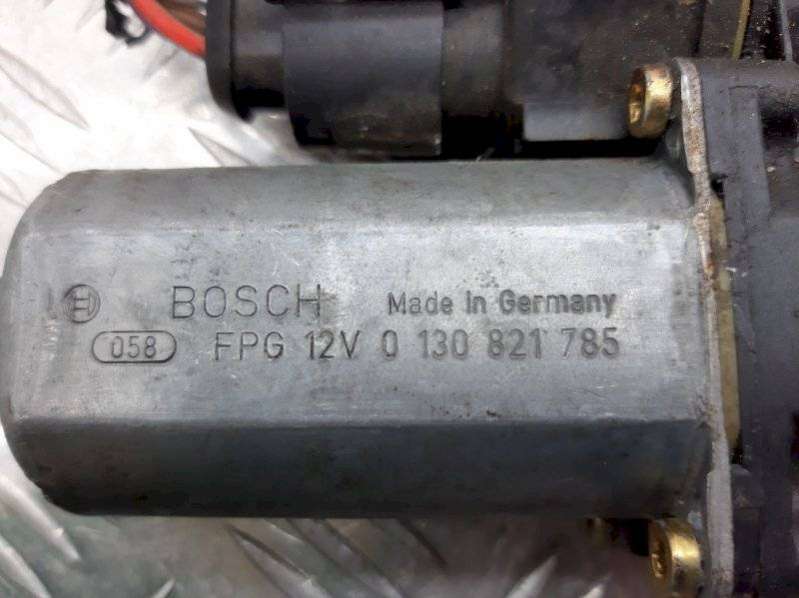 BOSCH Made in Germany
058 FPG 12V 0 130 821 785